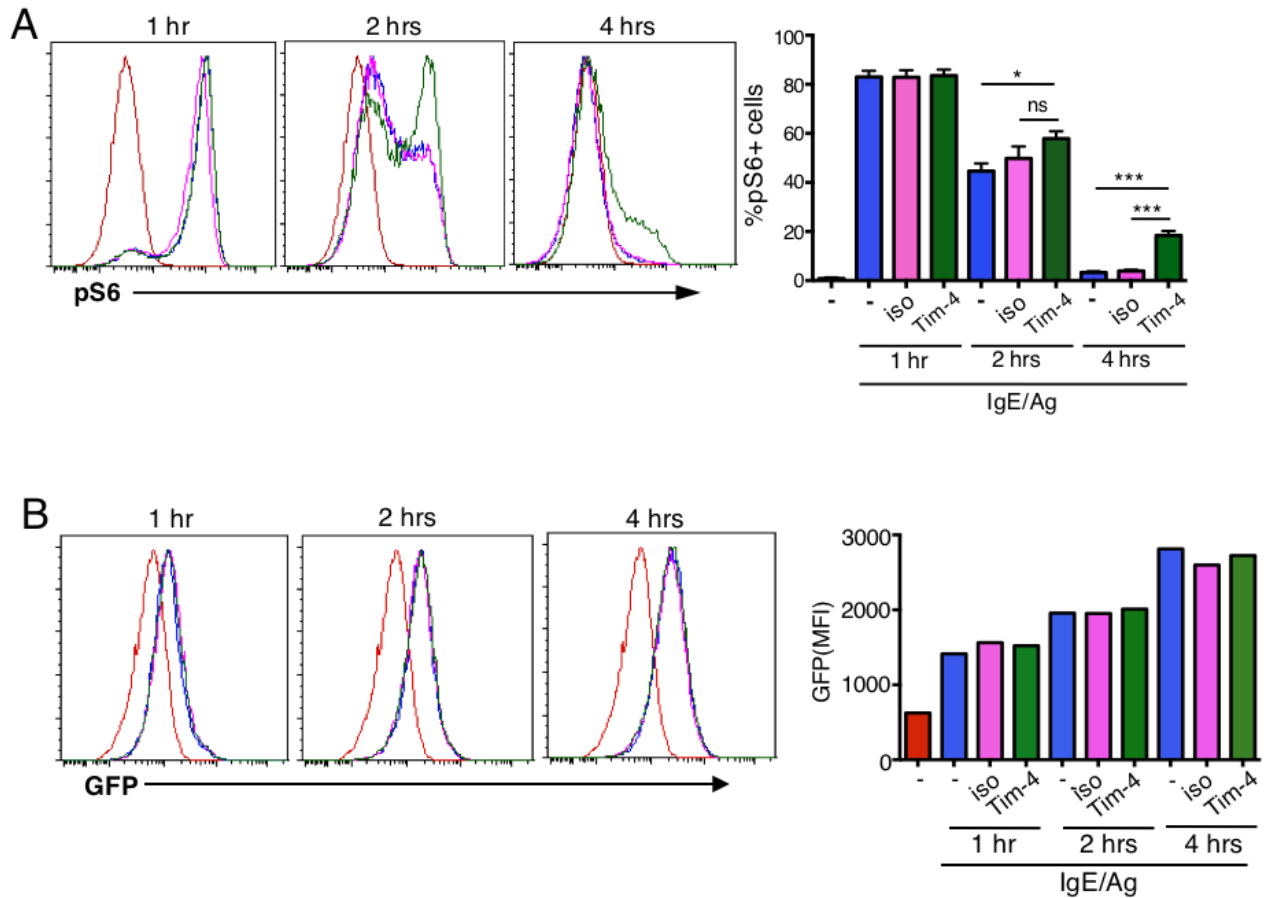 A
1 hr 2 hrs 4 hrs
pS6
%pS6+ cells
100
80
60
40
20
0
*
ns
***
***
- - iso Tim-4 - iso Tim-4 - iso Tim-4
1 hr 2 hrs 4 hrs
IgE/Ag
B
1 hr 2 hrs 4 hrs
GFP
GFP(MFI)
3000
2000
1000
0
- - iso Tim-4 - iso Tim-4 - iso Tim-4
1 hr 2 hrs 4 hrs
IgE/Ag